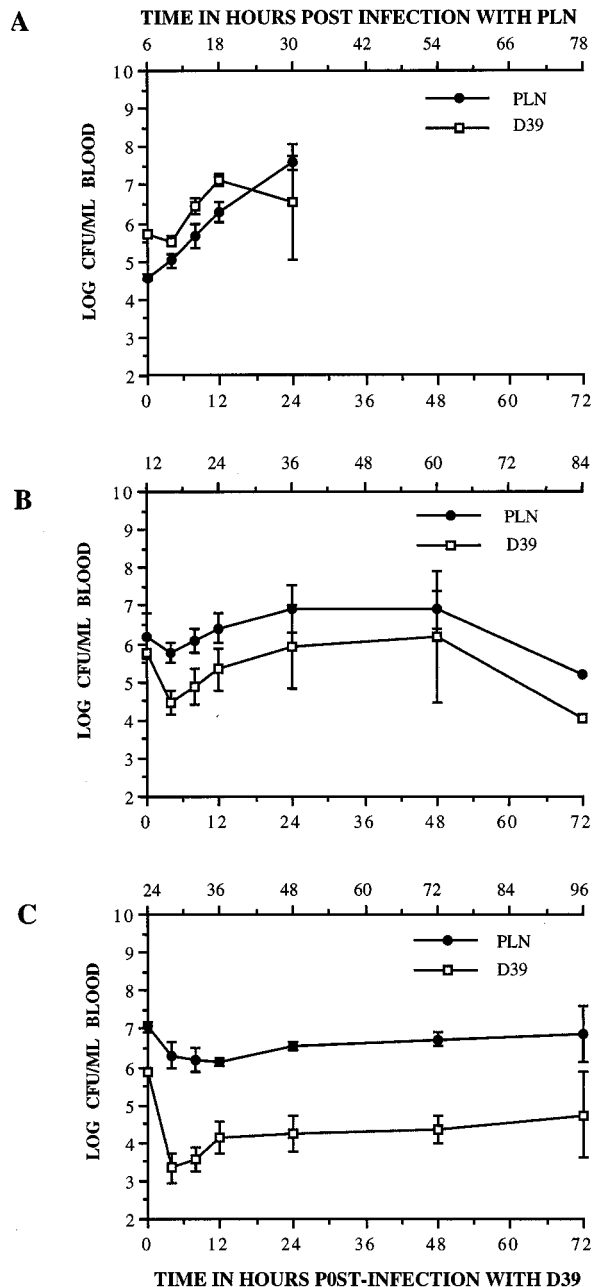 A
TIME IN HOURS POST INFECTION WITH PLN
6 18 30 42 54 66 78
10
9
8
7
6
5
4
3
2
LOG CFU/ML BLOOD
PLN
D39
0 12 24 36 48 60 72
B
12 24 36 48 60 72 84
10
9
8
7
6
5
4
3
2
LOG CFU/ML BLOOD
PLN
D39
0 12 24 36 48 60 72
C
24 36 48 60 72 84 96
10
9
8
7
6
5
4
3
2
LOG CFU/ML BLOOD
PLN
D39
0 12 24 36 48 60 72
TIME IN HOURS P0ST-INFECTION WITH D39